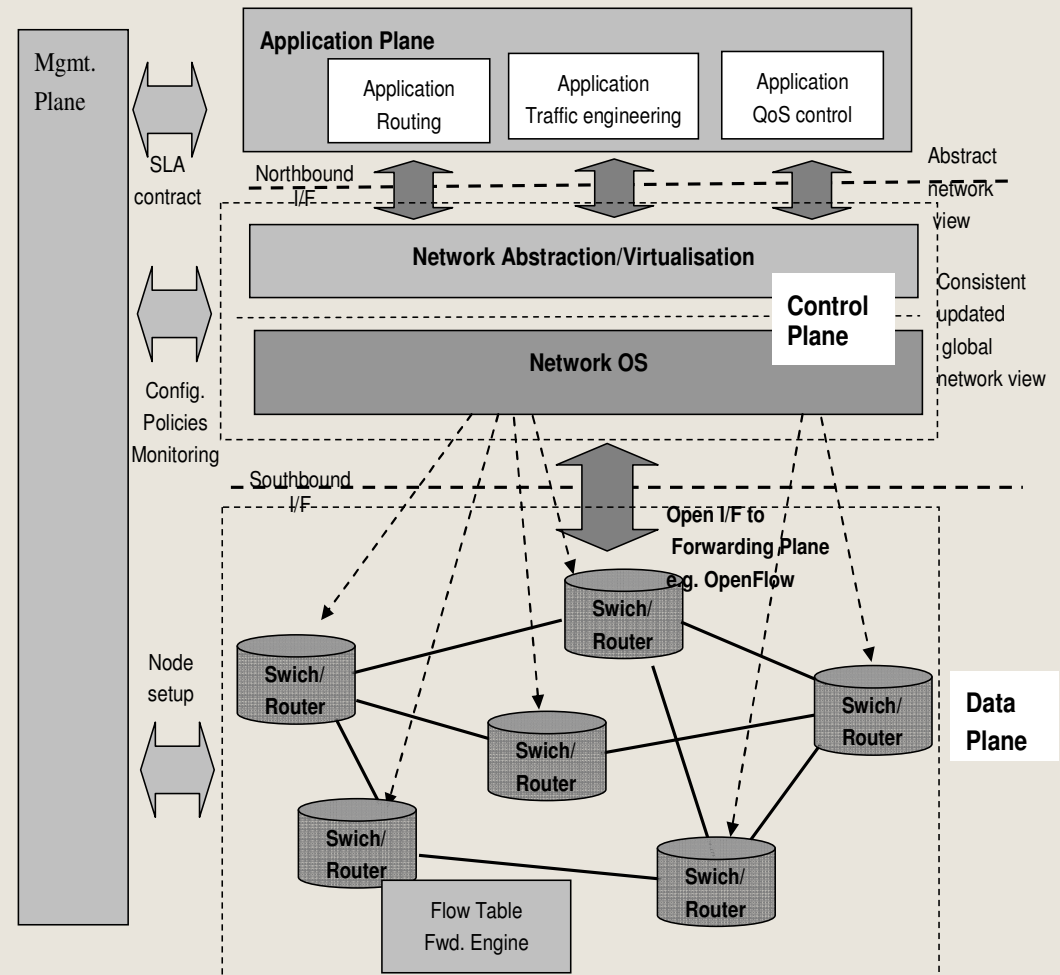 Mgmt.
Plane
Application Plane
Application
Routing
Application
Traffic engineering
Application
QoS control
SLA
contract
Northbound
I/F
Abstract
network
view
Network Abstraction/Virtualisation
Control
Plane
Consistent
updated
global
network view
Network OS
Config.
Policies
Monitoring
Southbound
I/F
Open I/F to
Forwarding Plane
e.g. OpenFlow
Swich/
Router
Swich/
Router
Swich/
Router
Swich/
Router
Swich/
Router
Swich/
Router
Node
setup
Data
Plane
Flow Table
Fwd. Engine